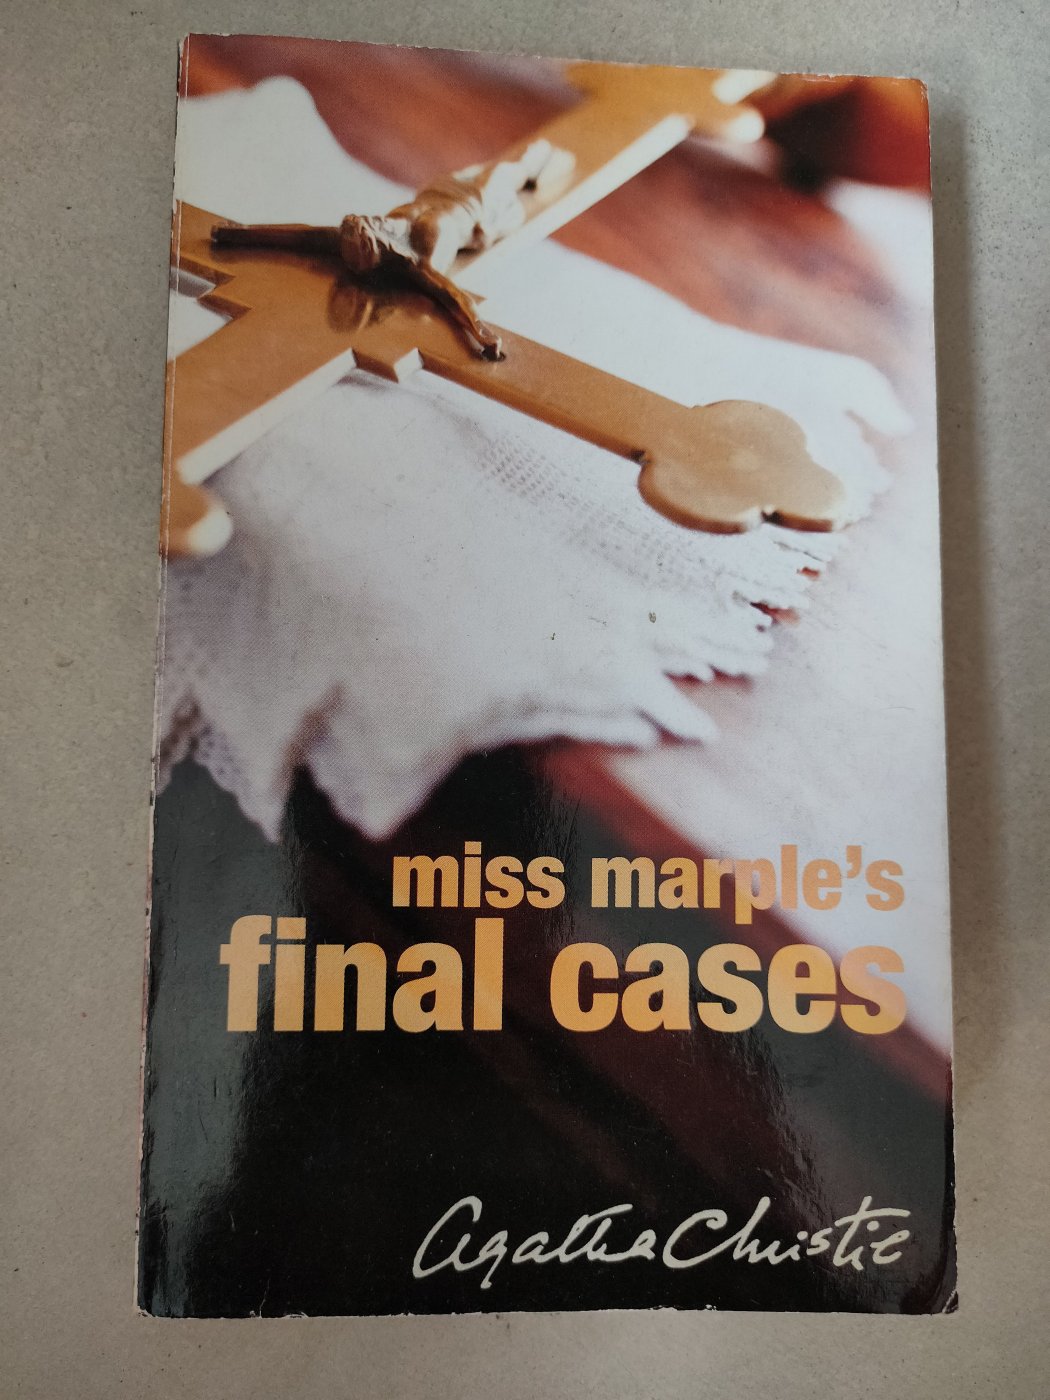 miss marple's
final cases
Agatha Christie